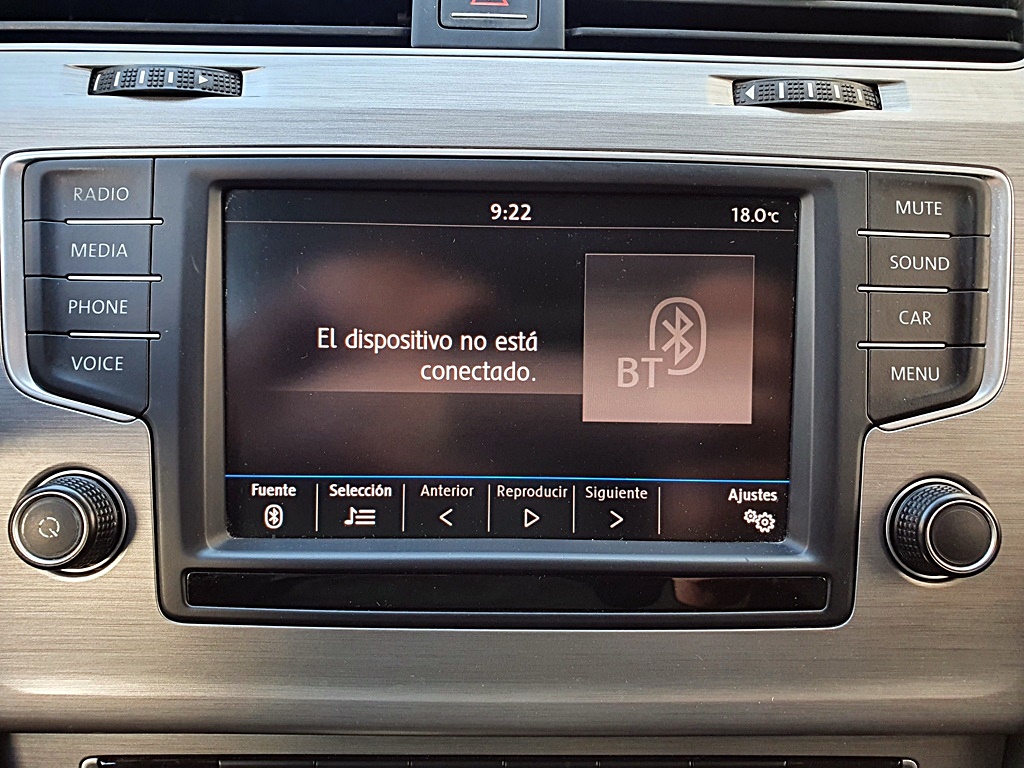 RADIO
MEDIA
PHONE
VOICE
9:22
18.0°C
El dispositivo no está
conectado.
BT
Fuente
Selección
Anterior
Reproducir
Siguiente
Ajustes
MUTE
SOUND
CAR
MENU